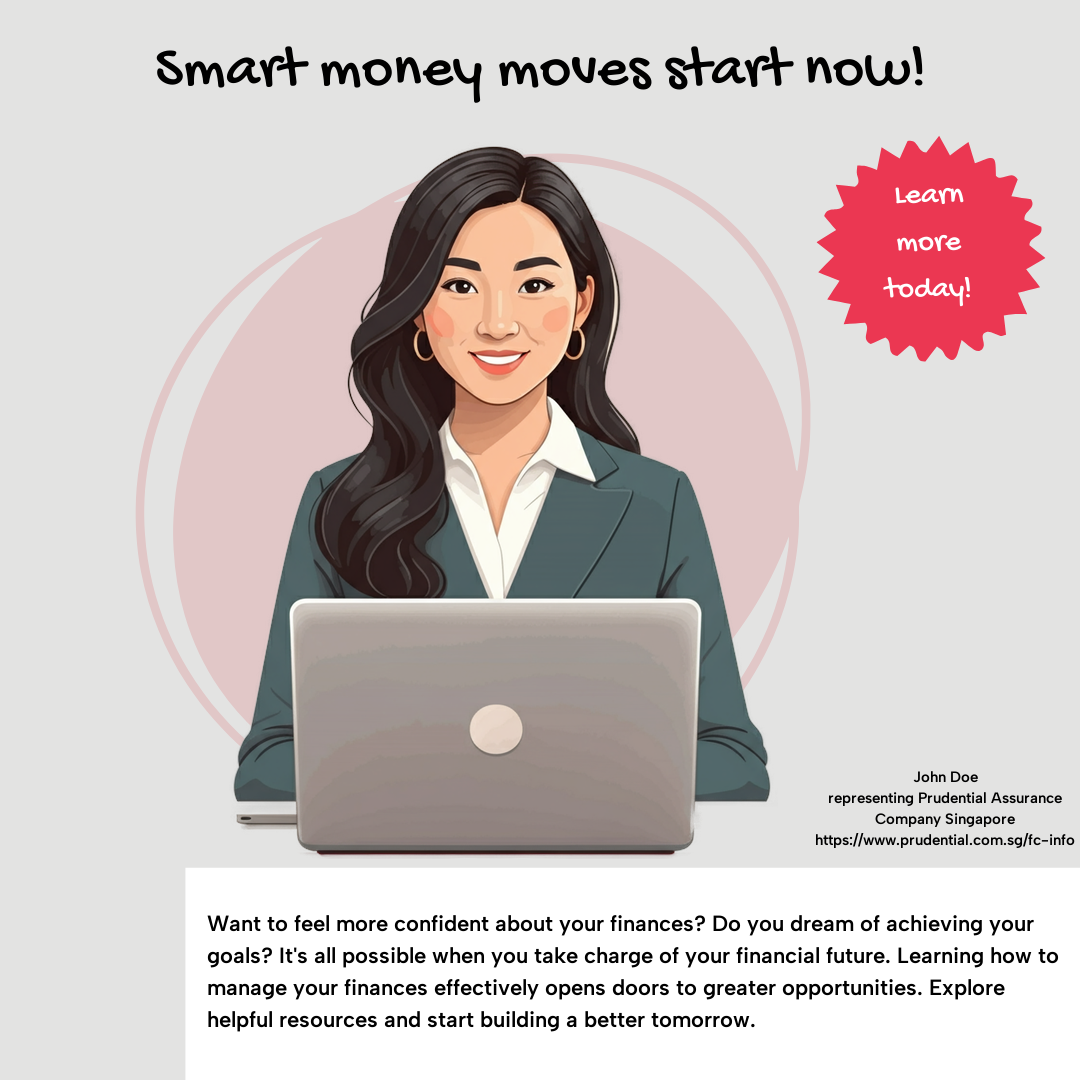 Smart money moves start now!
Learn
more
today!
John Doe
representing Prudential Assurance
Company Singapore
https://www.prudential.com.sg/fc-info
Want to feel more confident about your finances? Do you dream of achieving your
goals? It's all possible when you take charge of your financial future. Learning how to
manage your finances effectively opens doors to greater opportunities. Explore
helpful resources and start building a better tomorrow.